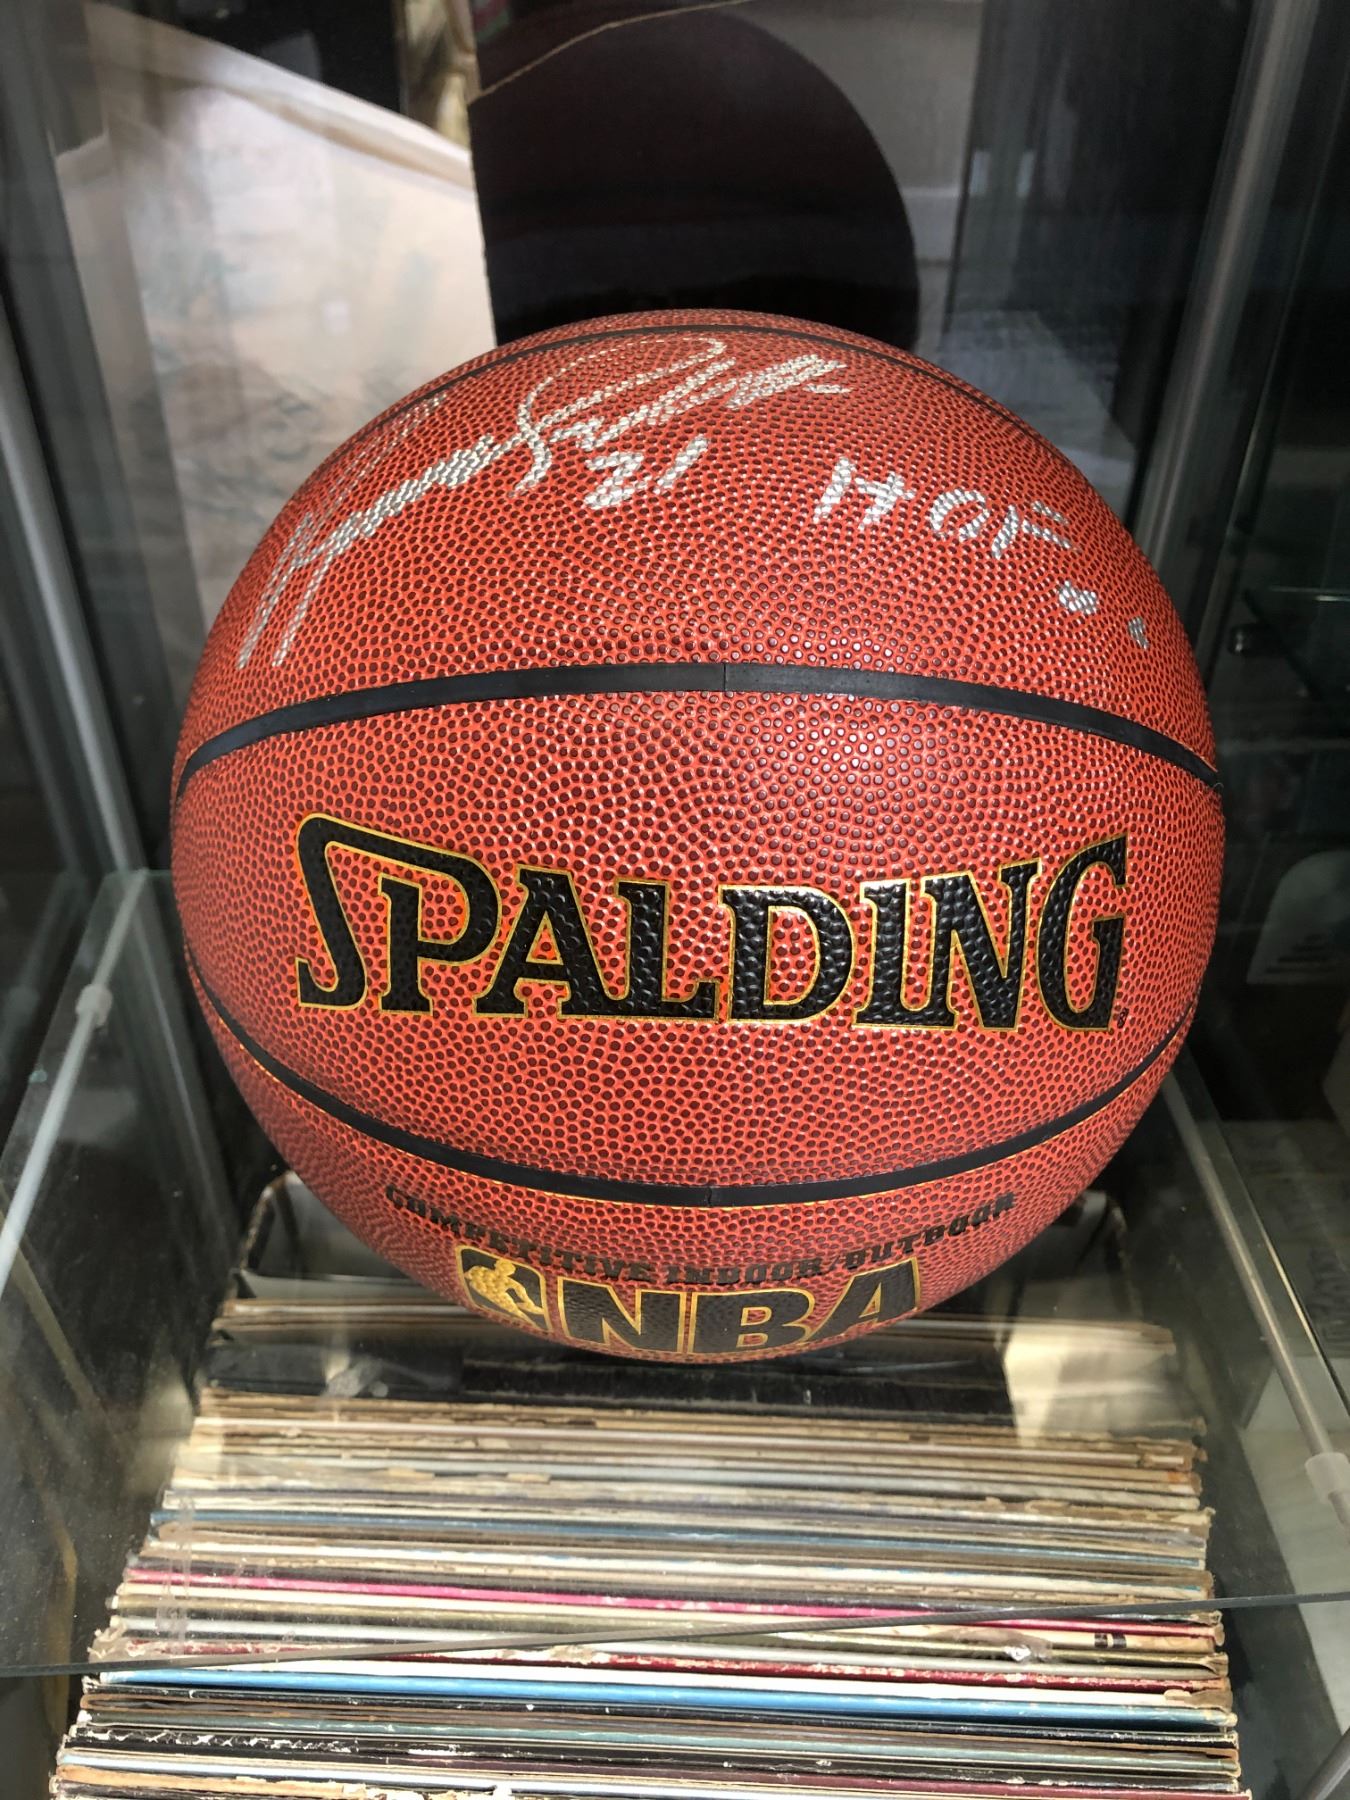 21 HOF
SPALDING®
COMPETITIVE INDOOR/OUTDOOR
NBA